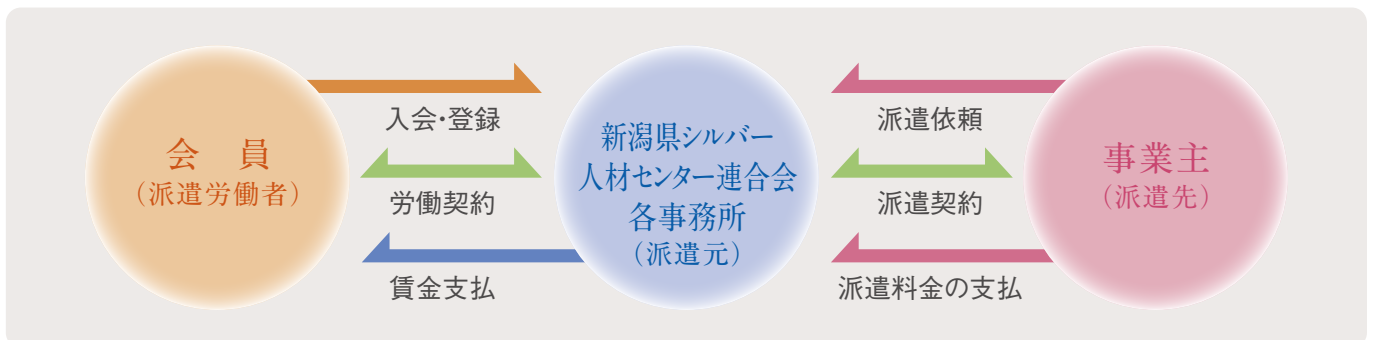 会　員
（派遣労働者）
入会・登録
労働契約
賃金支払
新潟県シルバー
人材センター連合会
各事務所
（派遣元）
派遣依頼
派遣契約
派遣料金の支払
事業主
（派遣先）